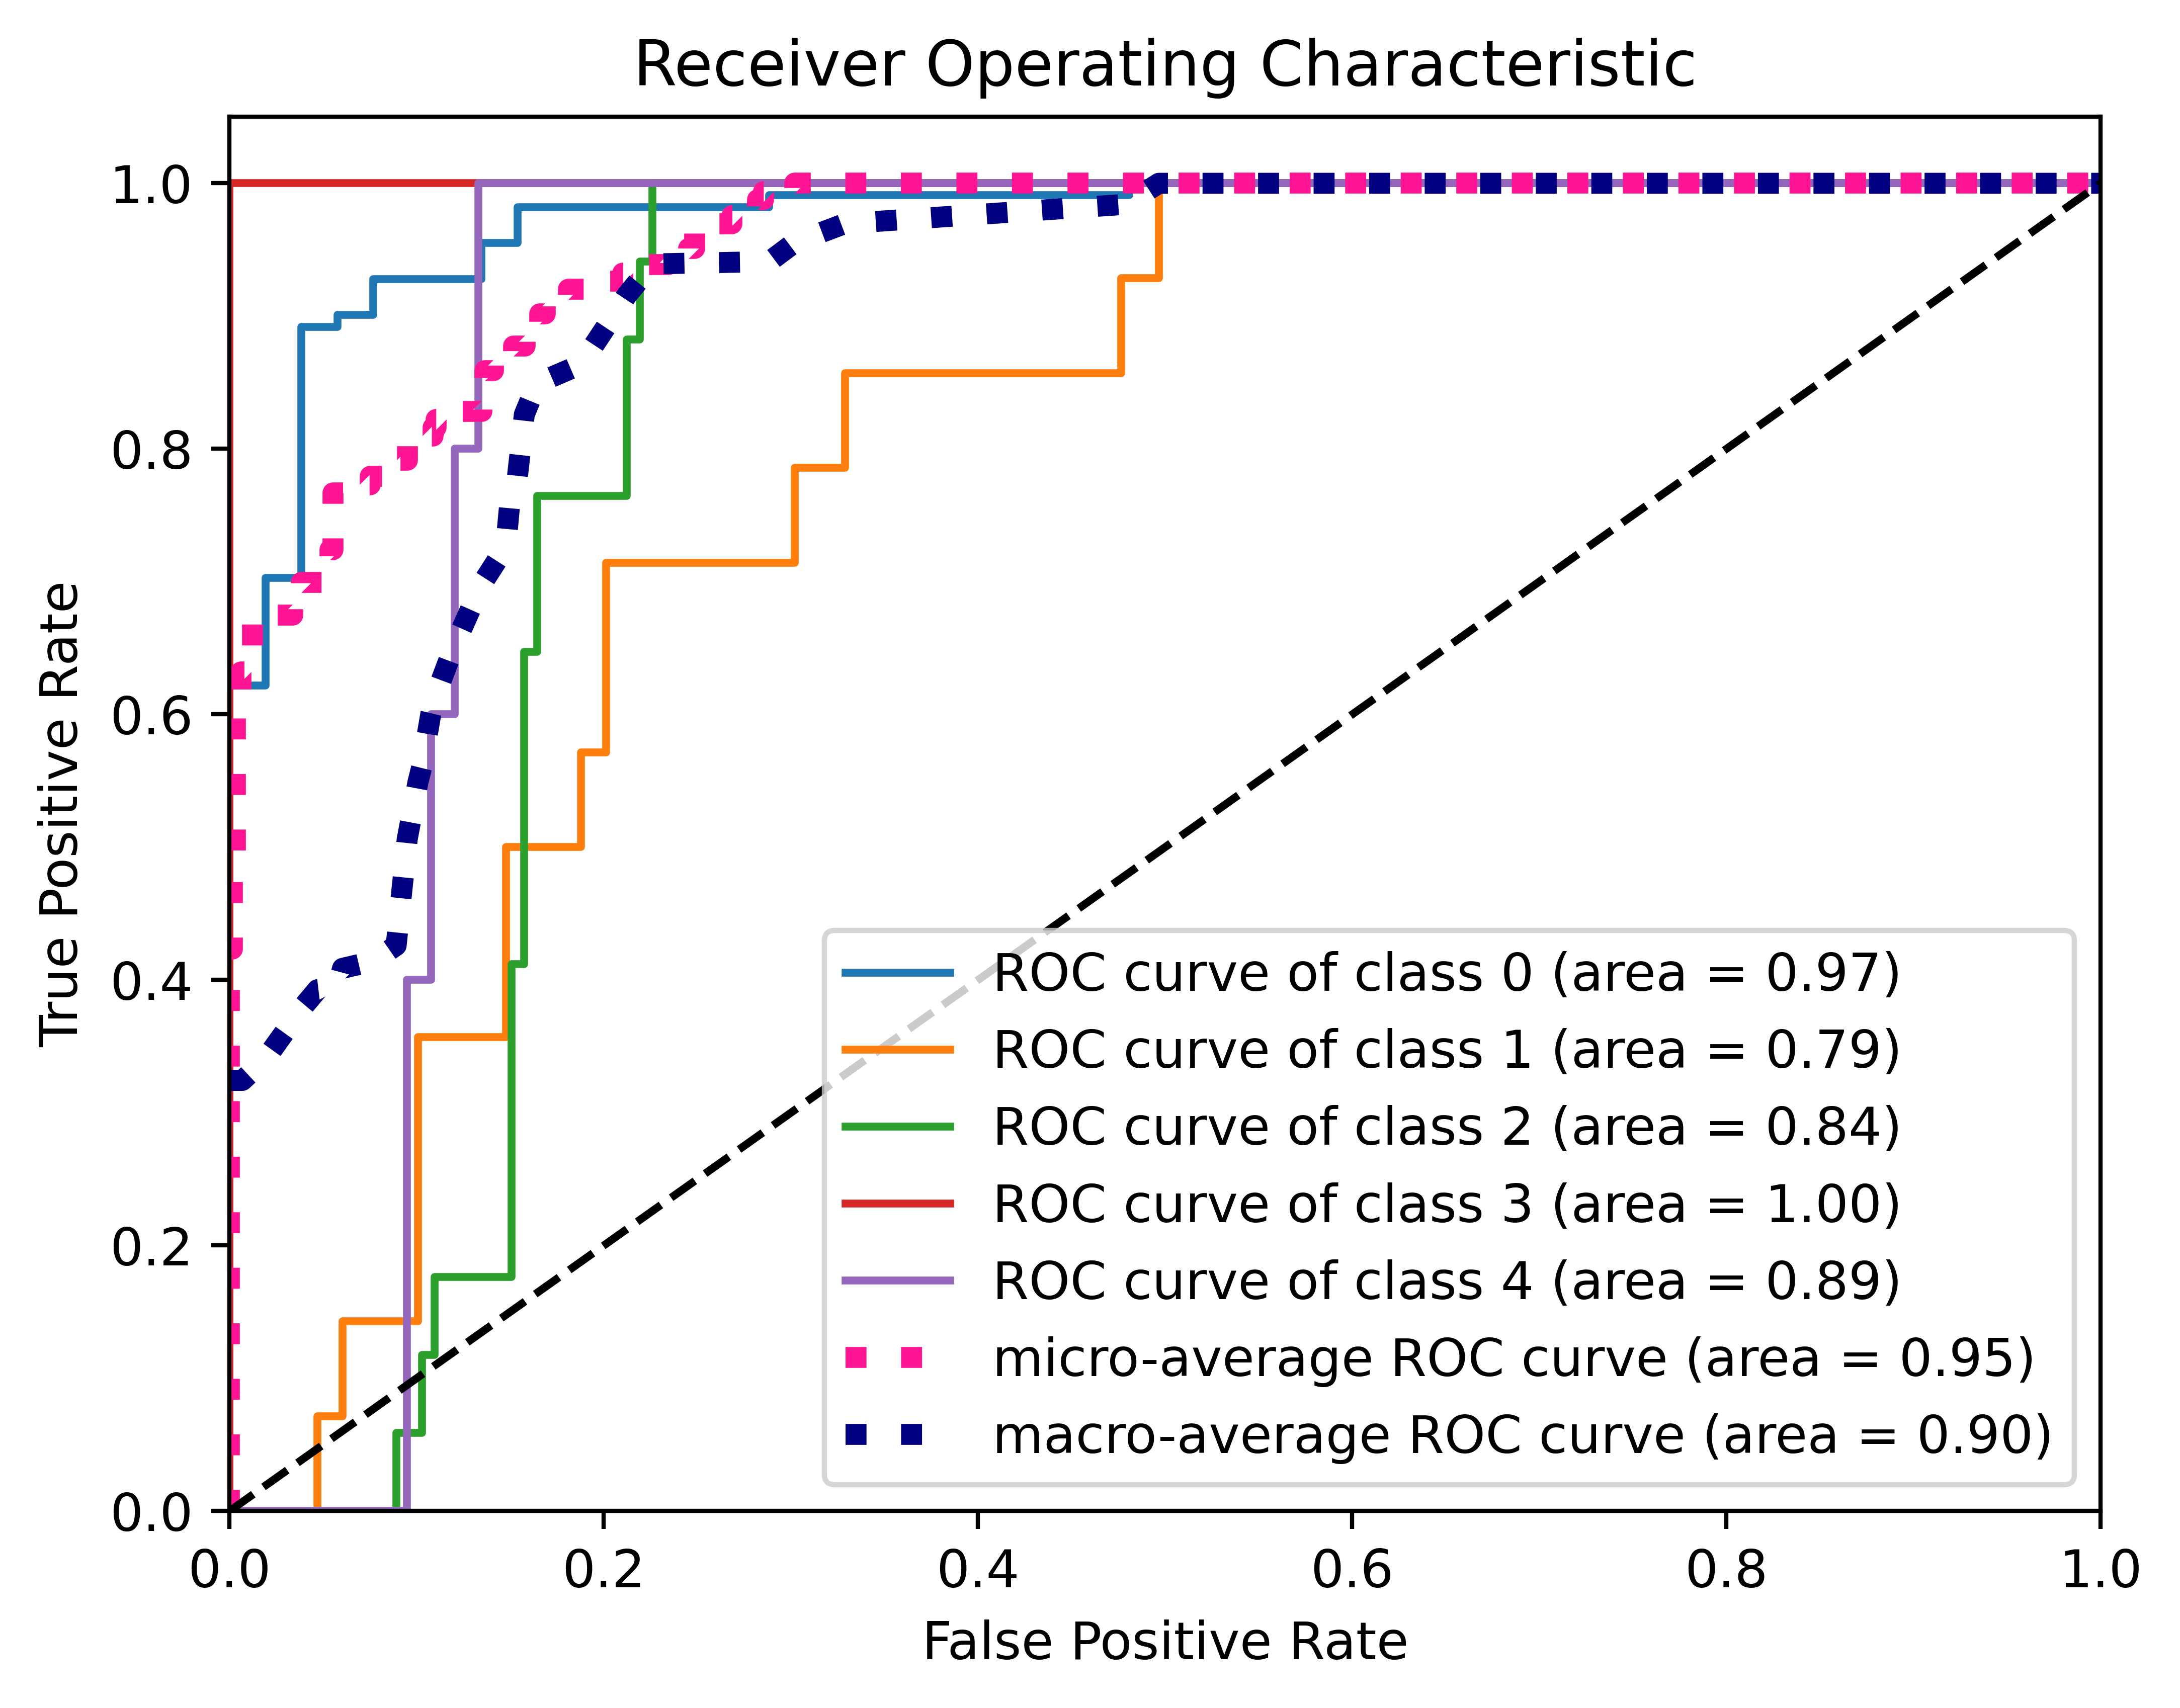 Receiver Operating Characteristic
1.0
0.8
0.6
0.4
0.2
0.0
True Positive Rate
ROC curve of class 0 (area = 0.97)
ROC curve of class 1 (area = 0.79)
ROC curve of class 2 (area = 0.84)
ROC curve of class 3 (area = 1.00)
ROC curve of class 4 (area = 0.89)
micro-average ROC curve (area = 0.95)
macro-average ROC curve (area = 0.90)
0.0 0.2 0.4 0.6 0.8 1.0
False Positive Rate